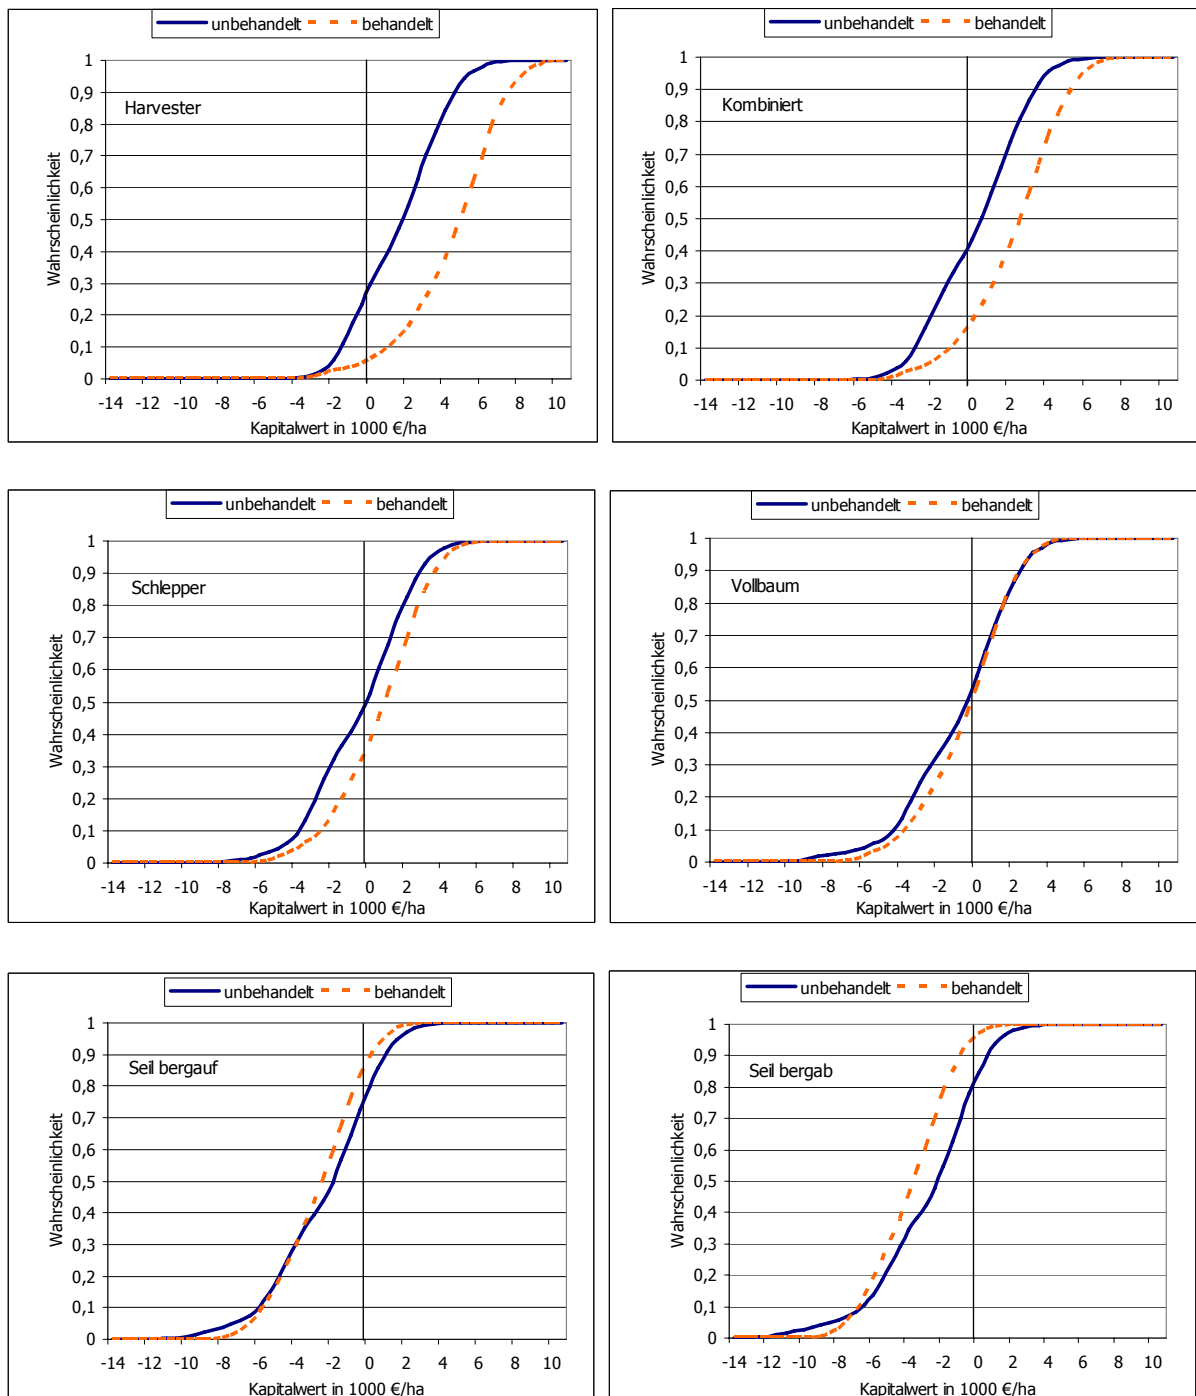 unbehandelt behandelt
1
0,9
0,8
0,7
0,6
0,5
0,4
0,3
0,2
0,1
0
Harvester
Wahrscheinlichkeit
-14 -12 -10 -8 -6 -4 -2 0 2 4 6 8 10
Kapitalwert in 1000 €/ha
unbehandelt behandelt
1
0,9
0,8
0,7
0,6
0,5
0,4
0,3
0,2
0,1
0
Kombiniert
Wahrscheinlichkeit
-14 -12 -10 -8 -6 -4 -2 0 2 4 6 8 10
Kapitalwert in 1000 €/ha
unbehandelt behandelt
1
0,9
0,8
0,7
0,6
0,5
0,4
0,3
0,2
0,1
0
Schlepper
Wahrscheinlichkeit
-14 -12 -10 -8 -6 -4 -2 0 2 4 6 8 10
Kapitalwert in 1000 €/ha
unbehandelt behandelt
1
0,9
0,8
0,7
0,6
0,5
0,4
0,3
0,2
0,1
0
Vollbaum
Wahrscheinlichkeit
-14 -12 -10 -8 -6 -4 -2 0 2 4 6 8 10
Kapitalwert in 1000 €/ha
unbehandelt behandelt
1
0,9
0,8
0,7
0,6
0,5
0,4
0,3
0,2
0,1
0
Seil bergauf
Wahrscheinlichkeit
-14 -12 -10 -8 -6 -4 -2 0 2 4 6 8 10
Kapitalwert in 1000 €/ha
unbehandelt behandelt
1
0,9
0,8
0,7
0,6
0,5
0,4
0,3
0,2
0,1
0
Seil bergab
Wahrscheinlichkeit
-14 -12 -10 -8 -6 -4 -2 0 2 4 6 8 10
Kapitalwert in 1000 €/ha